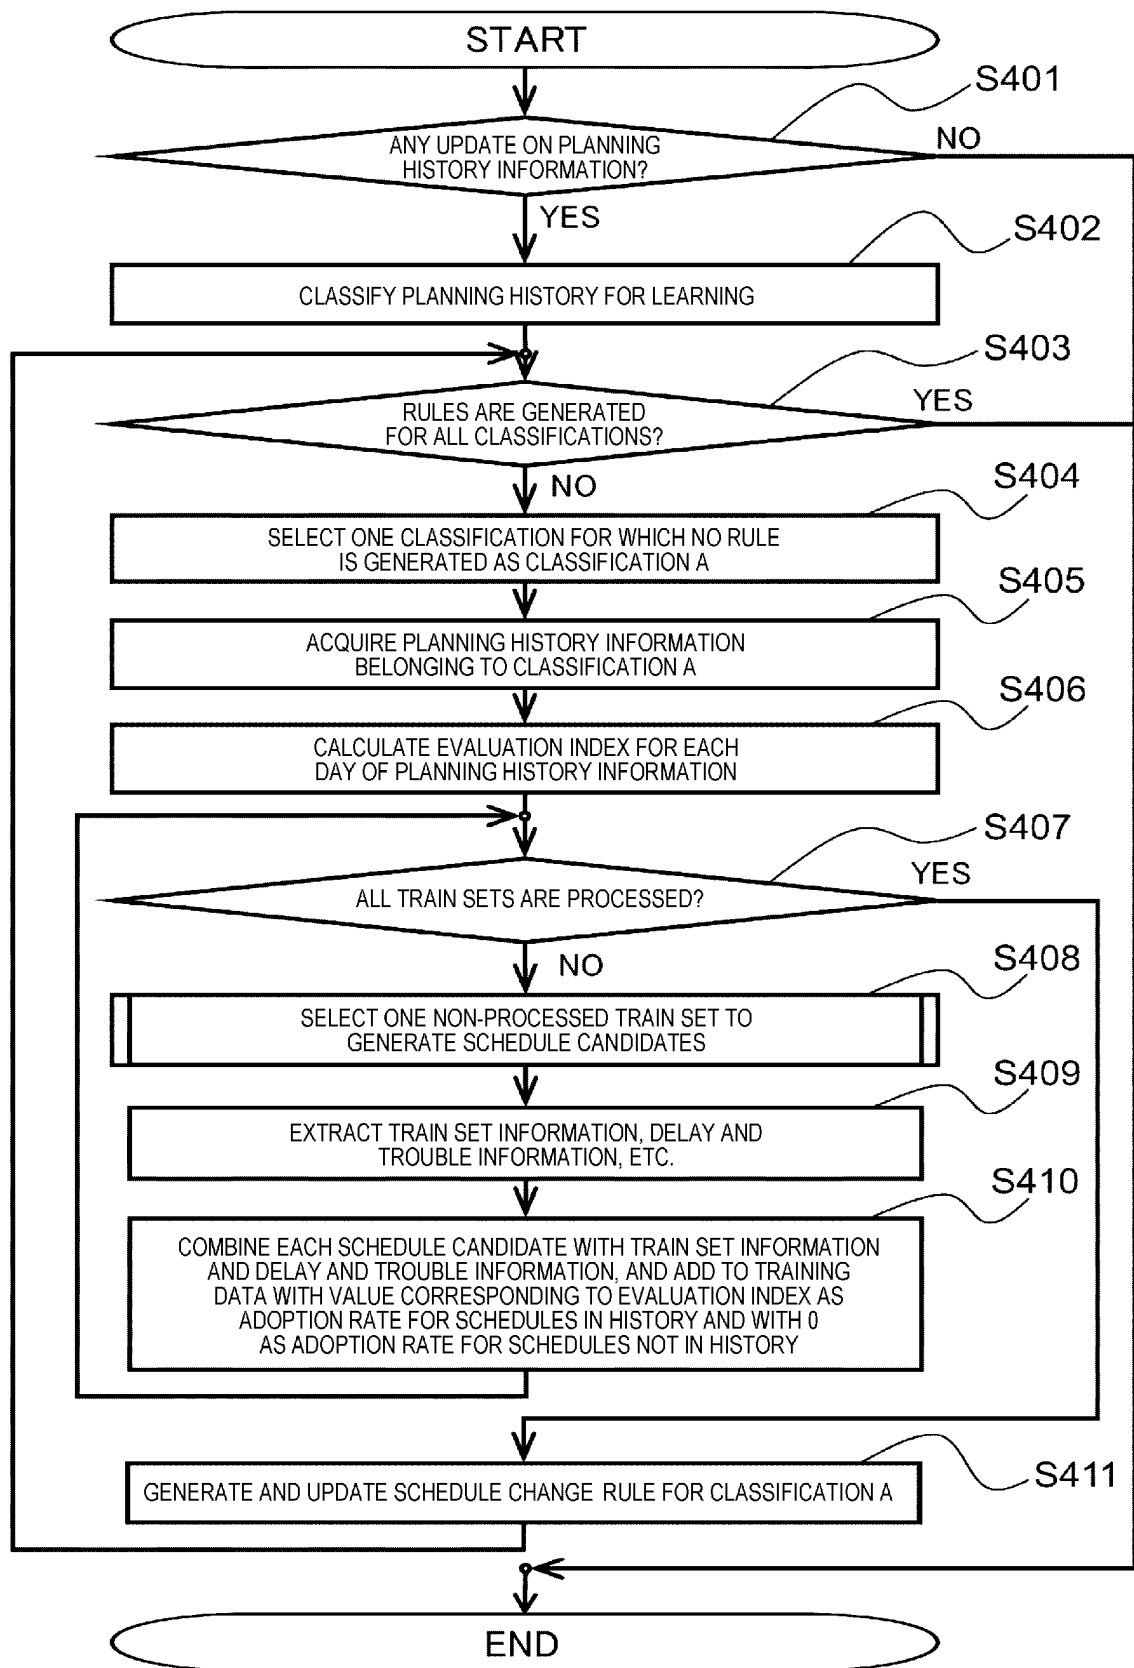 START
S401
ANY UPDATE ON PLANNING
HISTORY INFORMATION?
NO
YES
S402
CLASSIFY PLANNING HISTORY FOR LEARNING
S403
RULES ARE GENERATED
FOR ALL CLASSIFICATIONS?
YES
NO
S404
SELECT ONE CLASSIFICATION FOR WHICH NO RULE
IS GENERATED AS CLASSIFICATION A
S405
ACQUIRE PLANNING HISTORY INFORMATION
BELONGING TO CLASSIFICATION A
S406
CALCULATE EVALUATION INDEX FOR EACH
DAY OF PLANNING HISTORY INFORMATION
S407
ALL TRAIN SETS ARE PROCESSED?
YES
NO
S408
SELECT ONE NON-PROCESSED TRAIN SET TO
GENERATE SCHEDULE CANDIDATES
S409
EXTRACT TRAIN SET INFORMATION, DELAY AND
TROUBLE INFORMATION, ETC.
S410
COMBINE EACH SCHEDULE CANDIDATE WITH TRAIN SET INFORMATION
AND DELAY AND TROUBLE INFORMATION, AND ADD TO TRAINING
DATA WITH VALUE CORRESPONDING TO EVALUATION INDEX AS
ADOPTION RATE FOR SCHEDULES IN HISTORY AND WITH 0
AS ADOPTION RATE FOR SCHEDULES NOT IN HISTORY
S411
GENERATE AND UPDATE SCHEDULE CHANGE RULE FOR CLASSIFICATION A
END